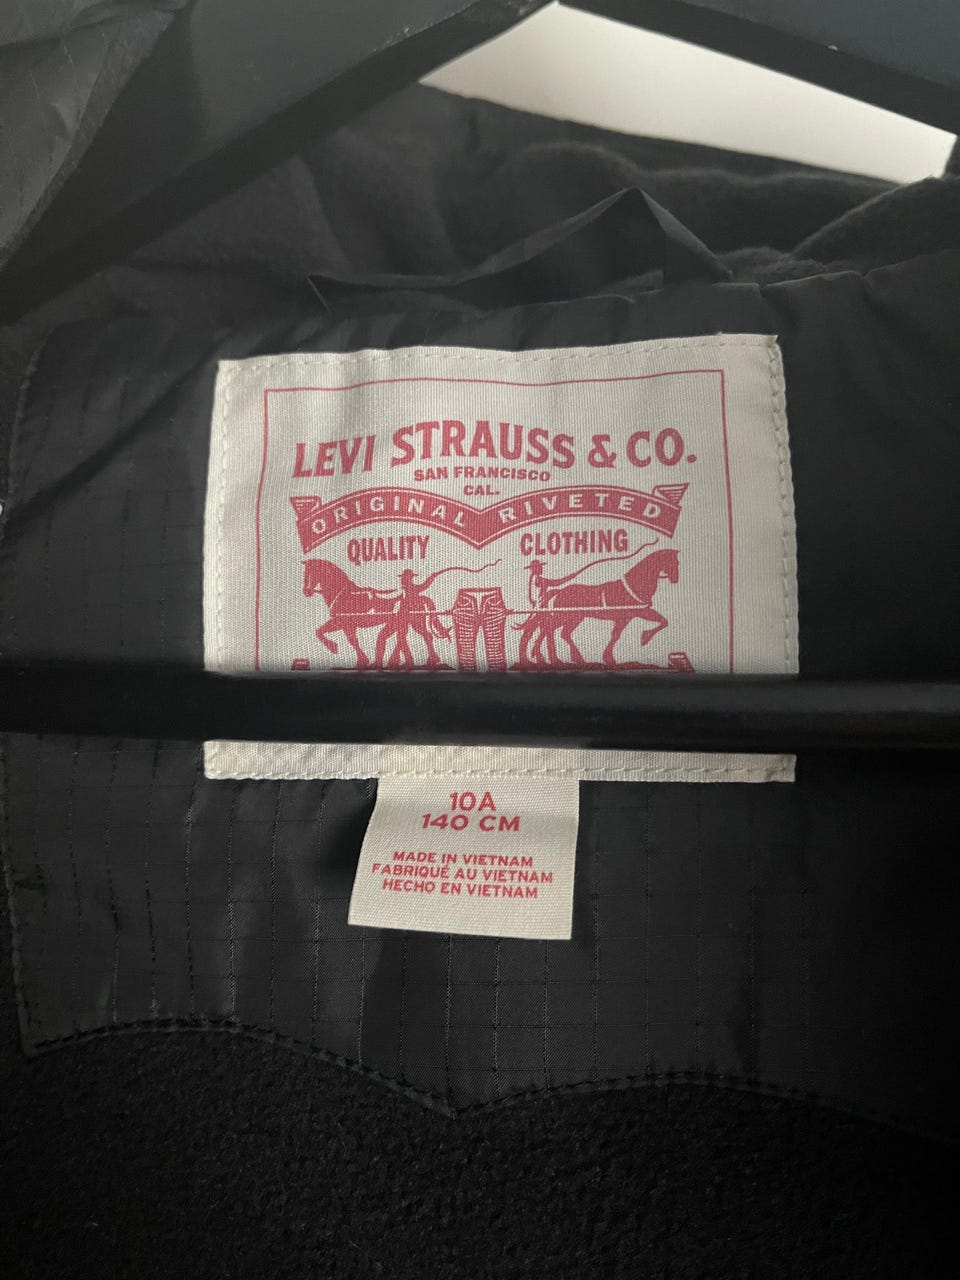 LEVI STRAUSS & CO.
SAN FRANCISCO
CAL.
ORIGINAL RIVETED
QUALITY CLOTHING
10A
140 CM
MADE IN VIETNAM
FABRIQUÉ AU VIETNAM
HECHO EN VIETNAM